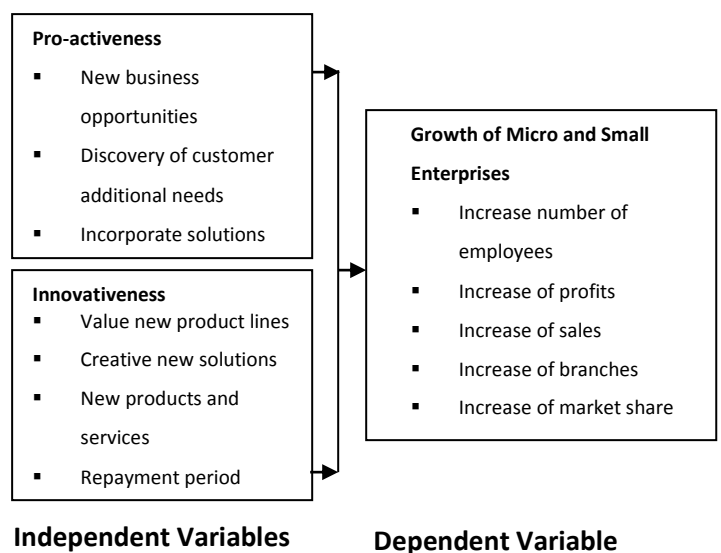 Pro-activeness
▪ New business
opportunities
▪ Discovery of customer
additional needs
▪ Incorporate solutions
Innovativeness
▪ Value new product lines
▪ Creative new solutions
▪ New products and
services
▪ Repayment period
Growth of Micro and Small
Enterprises
▪ Increase number of
employees
▪ Increase of profits
▪ Increase of sales
▪ Increase of branches
▪ Increase of market share
Independent Variables
Dependent Variable